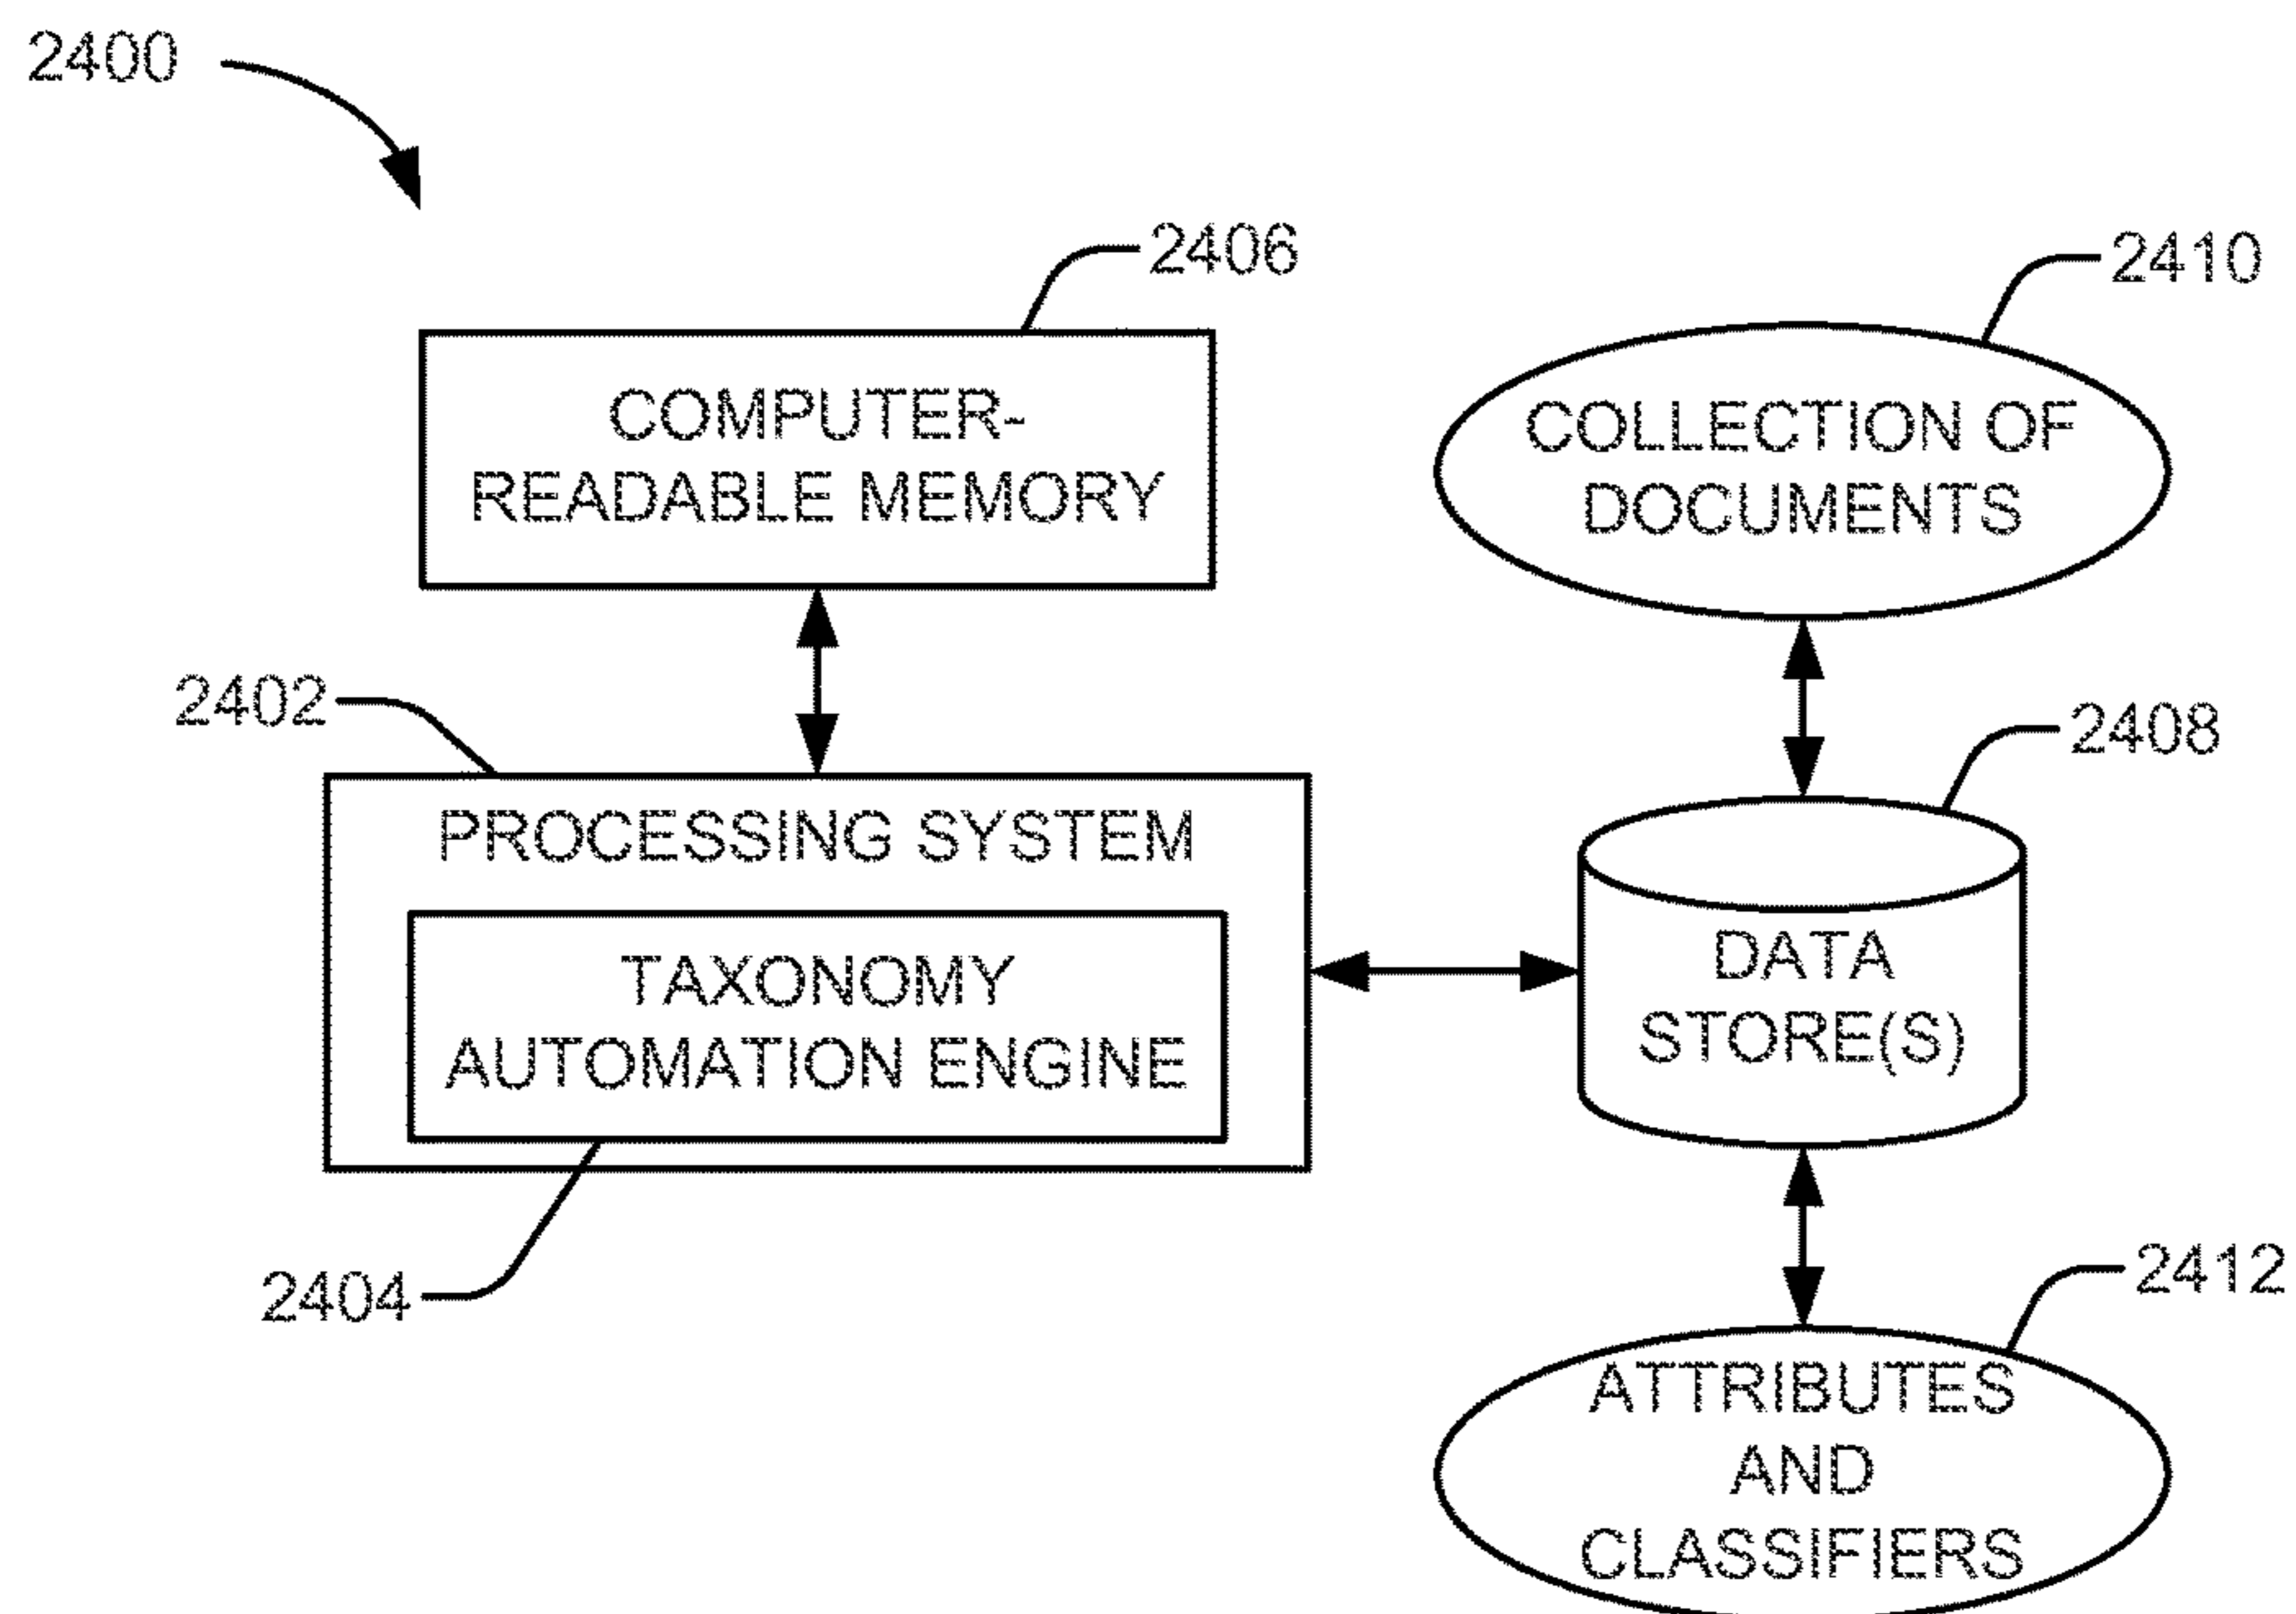 2400
2406
COMPUTER-
READABLE MEMORY
2410
COLLECTION OF
DOCUMENTS
2402
PROCESSING SYSTEM
TAXONOMY
AUTOMATION ENGINE
2404
2408
DATA
STORE(S)
2412
ATTRIBUTES
AND
CLASSIFIERS